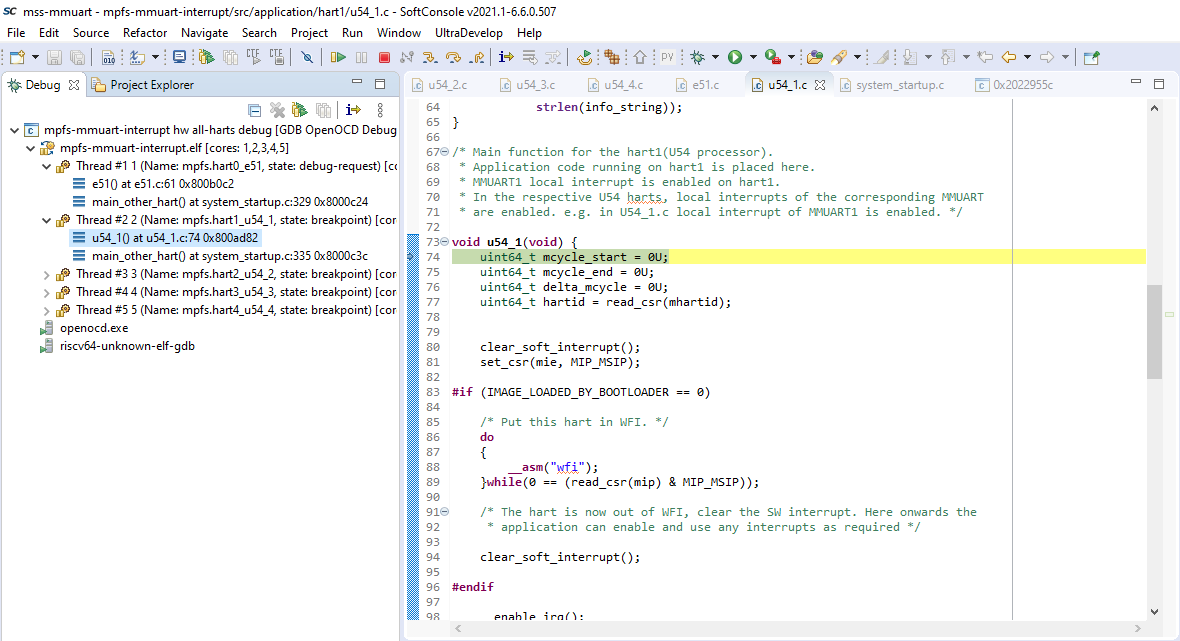 SC mss-mmuart - mpfs-mmuart-interrupt/src/application/hart1/u54_1.c - SoftConsole v2021.1-6.6.0.507
File Edit Source Refactor Navigate Search Project Run Window UltraDevelop Help
Debug Project Explorer
mpfs-mmuart-interrupt hw all-harts debug [GDB OpenOCD Debug
mpfs-mmuart-interrupt.elf [cores: 1,2,3,4,5]
Thread #1 1 (Name: mpfs.hart0_e51, state: debug-request) [co
e51() at e51.c:61 0x800b0c2
main_other_hart() at system_startup.c:329 0x8000c24
Thread #2 2 (Name: mpfs.hart1_u54_1, state: breakpoint) [cor
u54_1() at u54_1.c:74 0x800ad82
main_other_hart() at system_startup.c:335 0x8000c3c
Thread #3 3 (Name: mpfs.hart2_u54_2, state: breakpoint) [cor
Thread #4 4 (Name: mpfs.hart3_u54_3, state: breakpoint) [cor
Thread #5 5 (Name: mpfs.hart4_u54_4, state: breakpoint) [cor
openocd.exe
riscv64-unknown-elf-gdb
u54_2.c u54_3.c u54_4.c e51.c u54_1.c system_startup.c 0x2022955c
64 strlen(info_string));
65 }
66
67 /* Main function for the hart1(U54 processor).
68 * Application code running on hart1 is placed here.
69 * MMUART1 local interrupt is enabled on hart1.
70 * In the respective U54 harts, local interrupts of the corresponding MMUART
71 * are enabled. e.g. in U54_1.c local interrupt of MMUART1 is enabled. */
72
73 void u54_1(void) {
74 uint64_t mcycle_start = 0U;
75 uint64_t mcycle_end = 0U;
76 uint64_t delta_mcycle = 0U;
77 uint64_t hartid = read_csr(mhartid);
78
79
80 clear_soft_interrupt();
81 set_csr(mie, MIP_MSIP);
82
83 #if (IMAGE_LOADED_BY_BOOTLOADER == 0)
84
85 /* Put this hart in WFI. */
86 do
87 {
88 __asm("wfi");
89 }while(0 == (read_csr(mip) & MIP_MSIP));
90
91 /* The hart is now out of WFI, clear the SW interrupt. Here onwards the
92 * application can enable and use any interrupts as required */
93
94 clear_soft_interrupt();
95
96 #endif
97
98 __enable_irq();